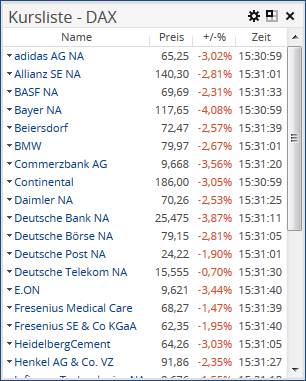 Kursliste - DAX
Name Preis +/-% Zeit
adidas AG NA 65,25 -3,02% 15:30:59
Allianz SE NA 140,30 -2,81% 15:31:01
BASF NA 69,69 -2,31% 15:31:33
Bayer NA 117,65 -4,08% 15:31:01
Beiersdorf 72,47 -2,57% 15:31:39
BMW 79,97 -2,67% 15:31:01
Commerzbank AG 9,668 -3,56% 15:31:20
Continental 186,00 -3,05% 15:30:59
Daimler NA 70,26 -2,53% 15:31:25
Deutsche Bank NA 25,475 -3,87% 15:31:11
Deutsche Börse NA 79,15 -2,81% 15:31:05
Deutsche Post NA 24,22 -1,90% 15:31:01
Deutsche Telekom NA 15,555 -0,70% 15:31:30
E.ON 9,621 -3,44% 15:31:40
Fresenius Medical Care 68,27 -1,47% 15:31:39
Fresenius SE & Co KGaA 62,35 -1,95% 15:31:40
HeidelbergCement 64,26 -3,03% 15:31:05
Henkel AG & Co. VZ 91,86 -2,35% 15:31:27